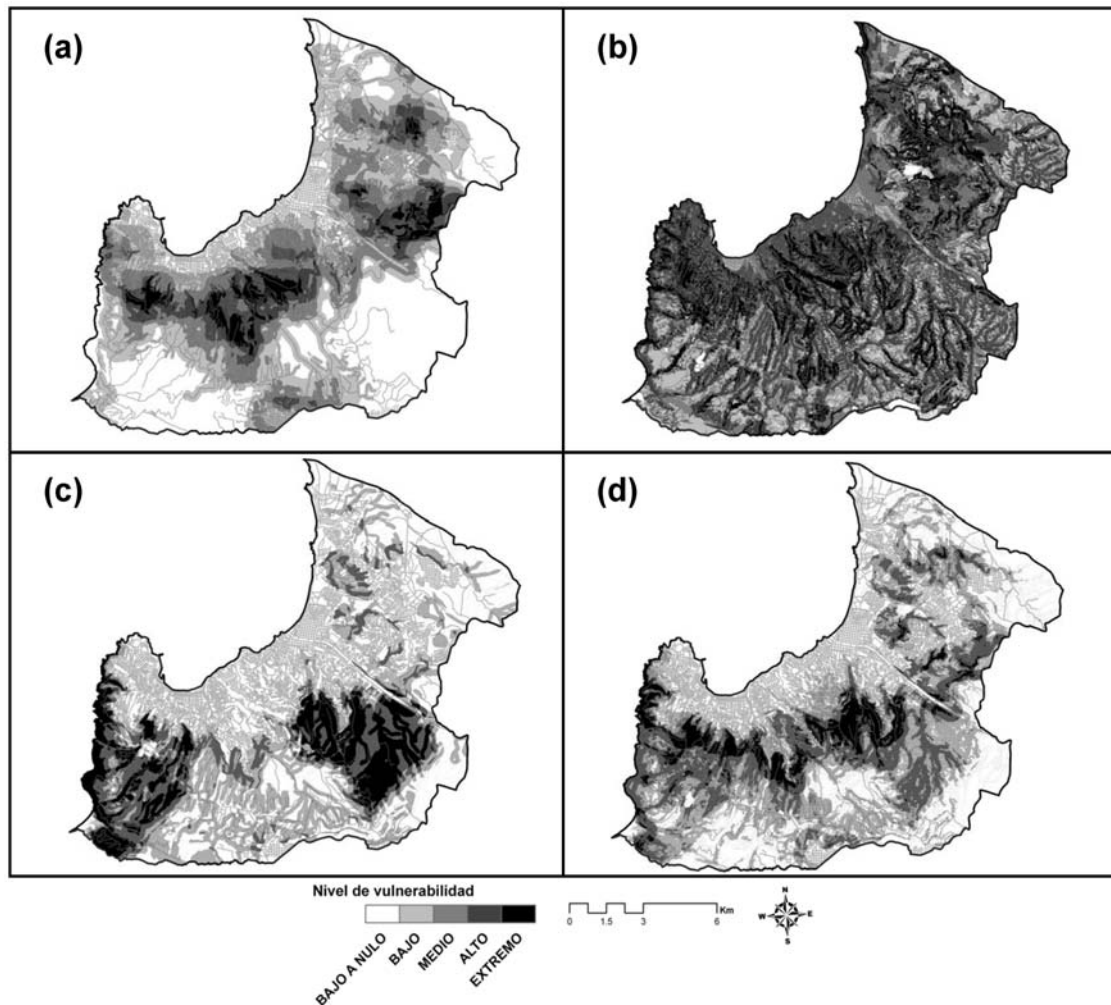 (a)
(b)
(c)
(d)
Nivel de vulnerabilidad
BAJO A NULO
BAJO
MEDIO
ALTO
EXTREMO
0 1.5 3 6
Km
N
W E
S